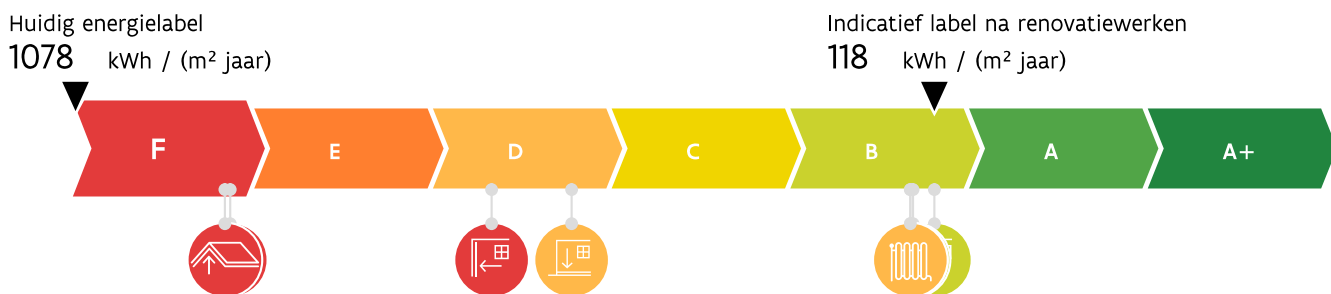 Huidig energielabel
1078 kWh / (m² jaar)
Indicatief label na renovatiewerken
118 kWh / (m² jaar)
F E D C B A A+